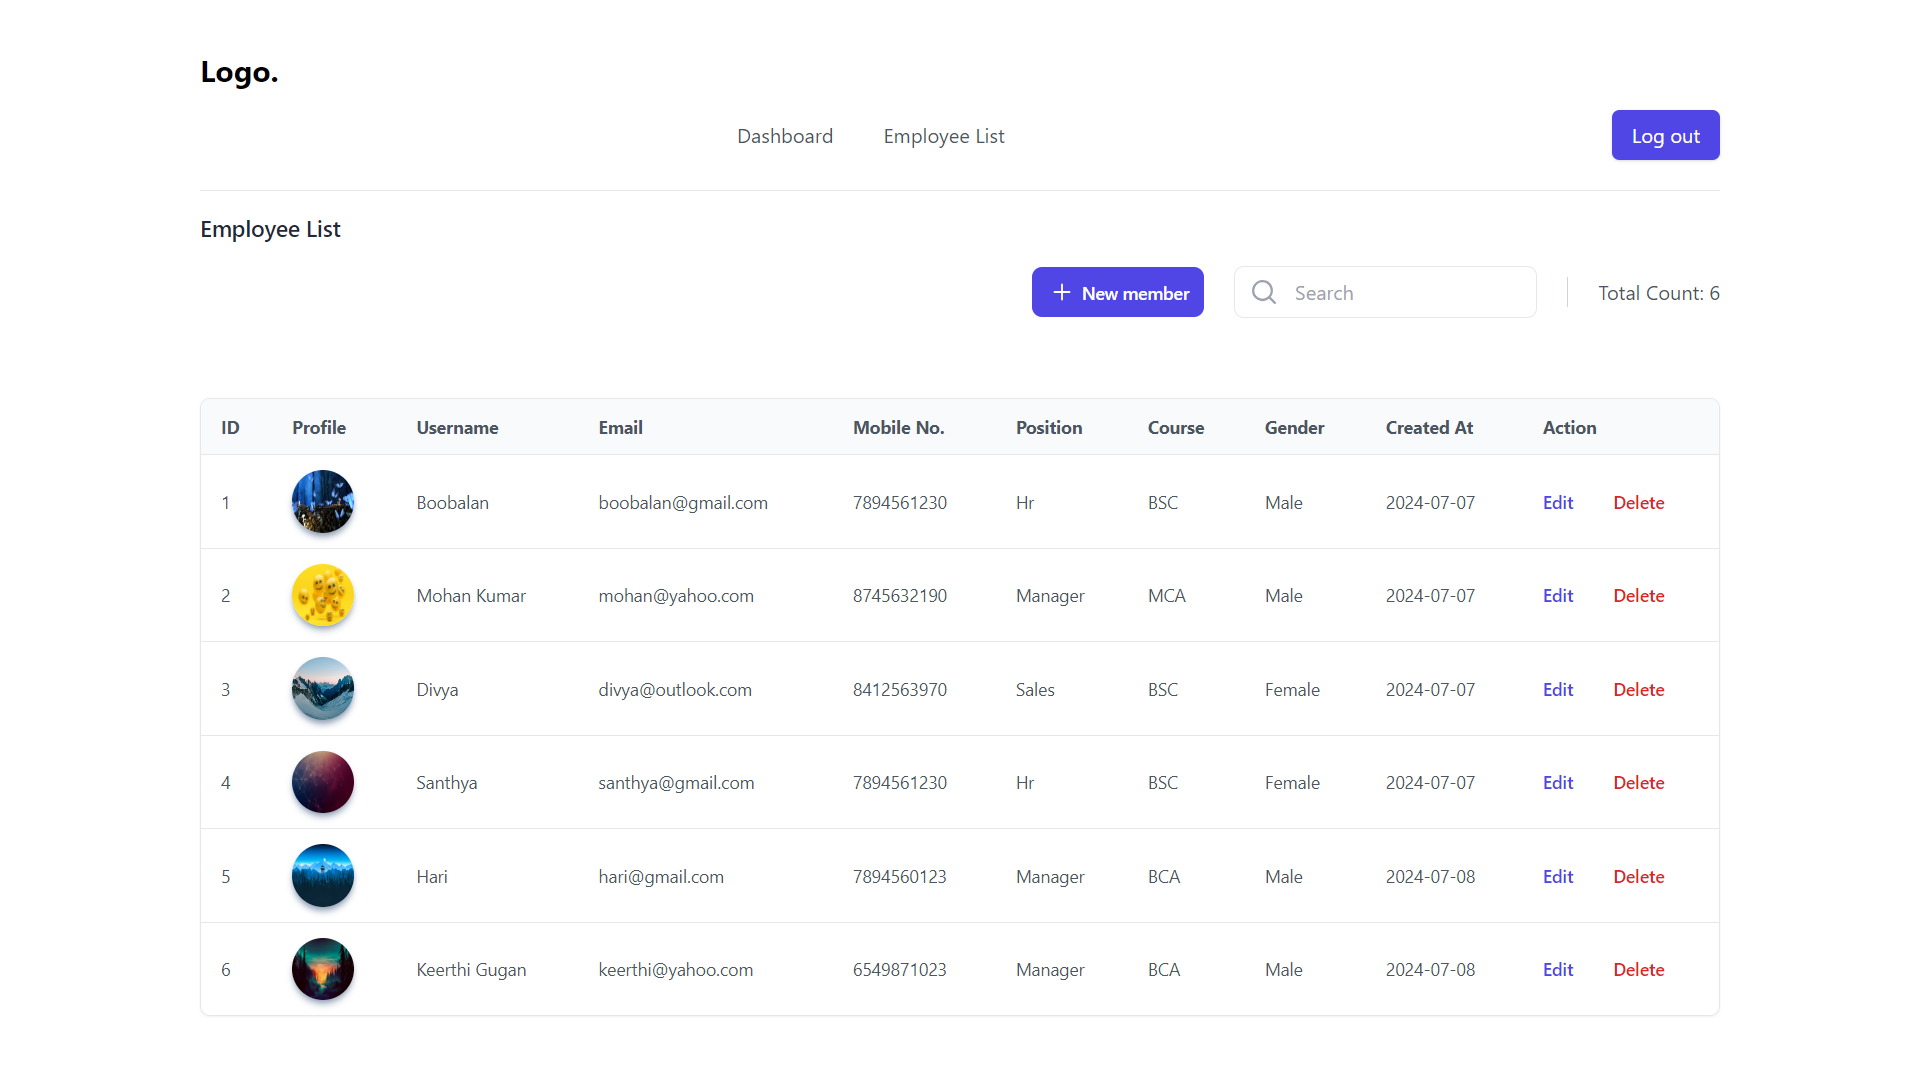 Logo.
Dashboard Employee List Log out
Employee List
New member Search Total Count: 6
ID Profile Username Email Mobile No. Position Course Gender Created At Action
1 Boobalan boobalan@gmail.com 7894561230 Hr BSC Male 2024-07-07 Edit Delete
2 Mohan Kumar mohan@yahoo.com 8745632190 Manager MCA Male 2024-07-07 Edit Delete
3 Divya divya@outlook.com 8412563970 Sales BSC Female 2024-07-07 Edit Delete
4 Santhya santhya@gmail.com 7894561230 Hr BSC Female 2024-07-07 Edit Delete
5 Hari hari@gmail.com 7894560123 Manager BCA Male 2024-07-08 Edit Delete
6 Keerthi Gugan keerthi@yahoo.com 6549871023 Manager BCA Male 2024-07-08 Edit Delete